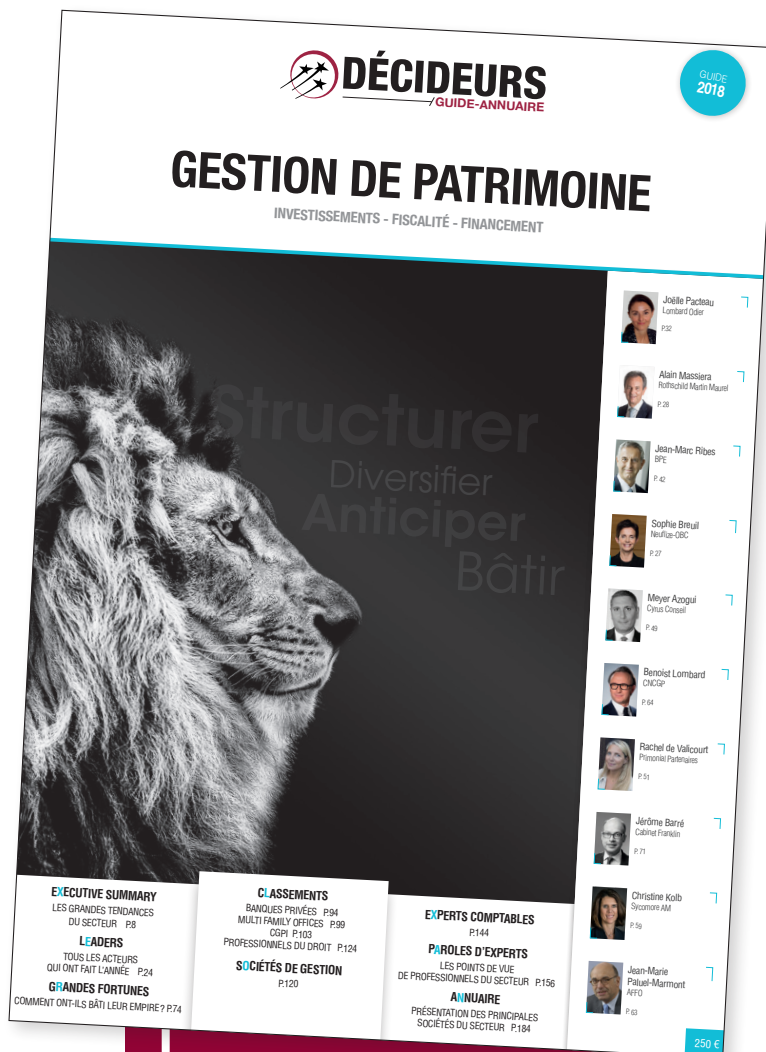 DÉCIDEURS
/GUIDE-ANNUAIRE
GUIDE
2018
GESTION DE PATRIMOINE
INVESTISSEMENTS - FISCALITÉ - FINANCEMENT
Structurer
Diversifier
Anticiper
Bâtir
Joëlle Pacteau
Lombard Odier
P.32
Alain Massiera
Rothschild Martin Maurel
P. 28
Jean-Marc Ribes
BPE
P. 42
Sophie Breuil
Neuflize-OBC
P. 27
Meyer Azogui
Cyrus Conseil
P. 49
Benoist Lombard
CNCGP
P. 64
Rachel de Valicourt
Primonial Partenaires
P. 51
Jérôme Barré
Cabinet Franklin
P. 71
Christine Kolb
Sycomore AM
P. 59
Jean-Marie
Paluel-Marmont
AFFO
P. 63
250 €
EXECUTIVE SUMMARY
LES GRANDES TENDANCES
DU SECTEUR P.8
LEADERS
TOUS LES ACTEURS
QUI ONT FAIT L'ANNÉE P.24
GRANDES FORTUNES
COMMENT ONT-ILS BÂTI LEUR EMPIRE ? P.74
CLASSEMENTS
BANQUES PRIVÉES P.94
MULTI FAMILY OFFICES P.99
CGPI P.103
PROFESSIONNELS DU DROIT P.124
SOCIÉTÉS DE GESTION
P.120
EXPERTS COMPTABLES
P.144
PAROLES D'EXPERTS
LES POINTS DE VUE
DE PROFESSIONNELS DU SECTEUR P.156
ANNUAIRE
PRÉSENTATION DES PRINCIPALES
SOCIÉTÉS DU SECTEUR P.184